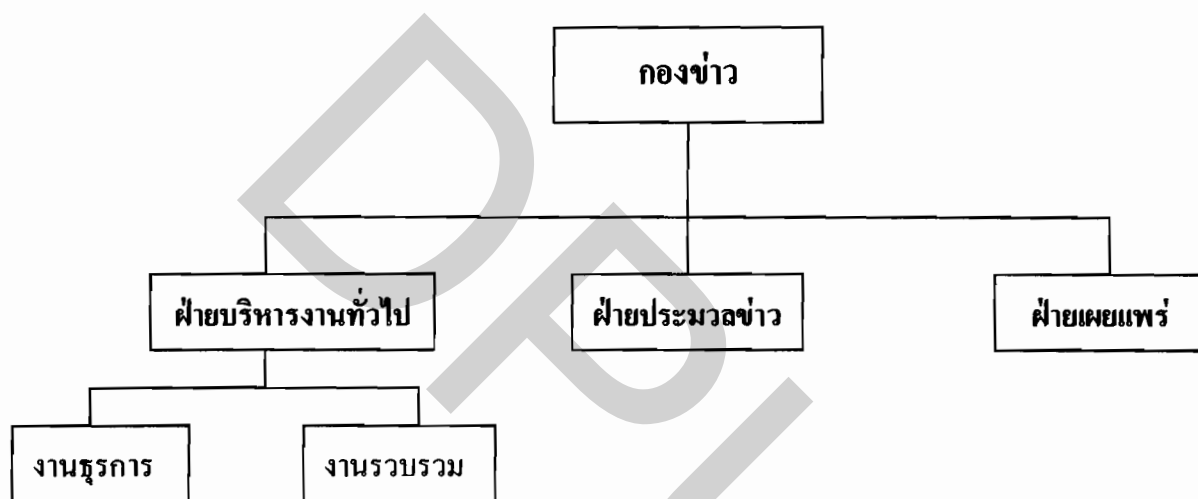 กองข่าว
ฝ่ายบริหารงานทั่วไป
ฝ่ายประมวลข่าว
ฝ่ายเผยแพร่
งานธุรการ
งานรวบรวม